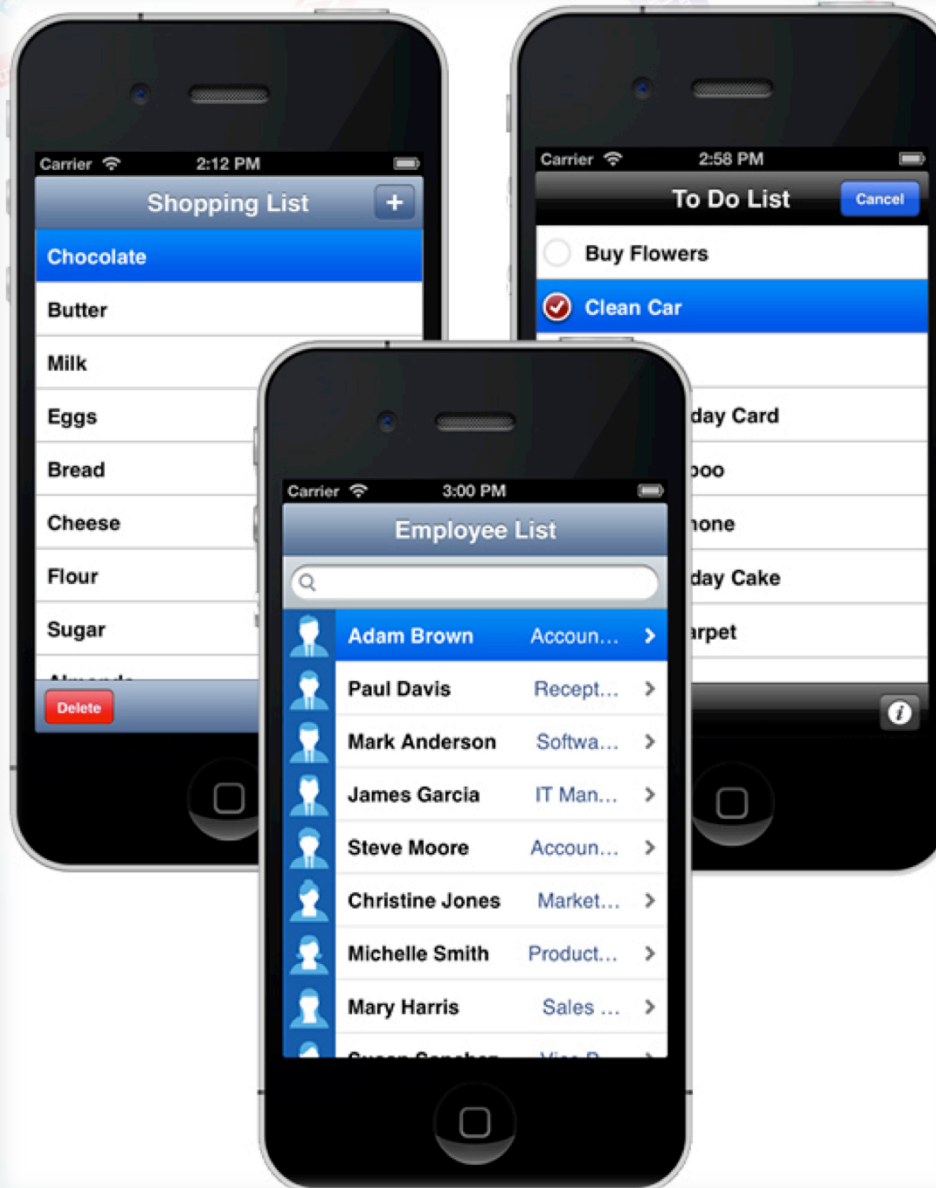 Carrier 2:12 PM
Shopping List +
Chocolate
Butter
Milk
Eggs
Bread
Cheese
Flour
Sugar
Delete
Carrier 2:58 PM
To Do List Cancel
Buy Flowers
Clean Car
day Card
oo
one
day Cake
arpet
i
Carrier 3:00 PM
Employee List
Adam Brown Accoun...
Paul Davis Recept...
Mark Anderson Softwa...
James Garcia IT Man...
Steve Moore Accoun...
Christine Jones Market...
Michelle Smith Product...
Mary Harris Sales ...